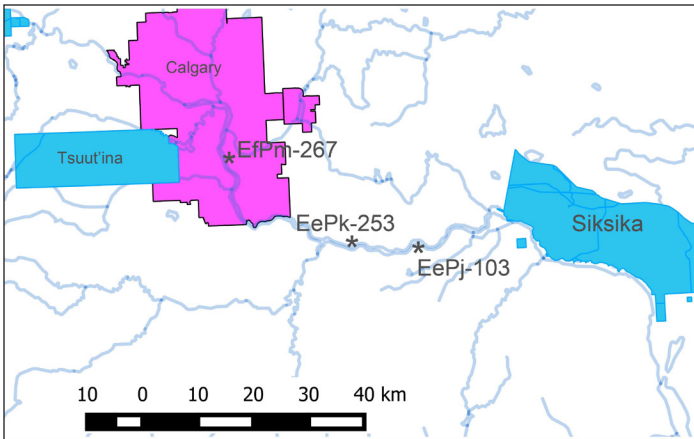 Calgary
Tsuut'ina
*EfPm-267
EePk-253
*
*
EePj-103
Siksika
10 0 10 20 30 40 km